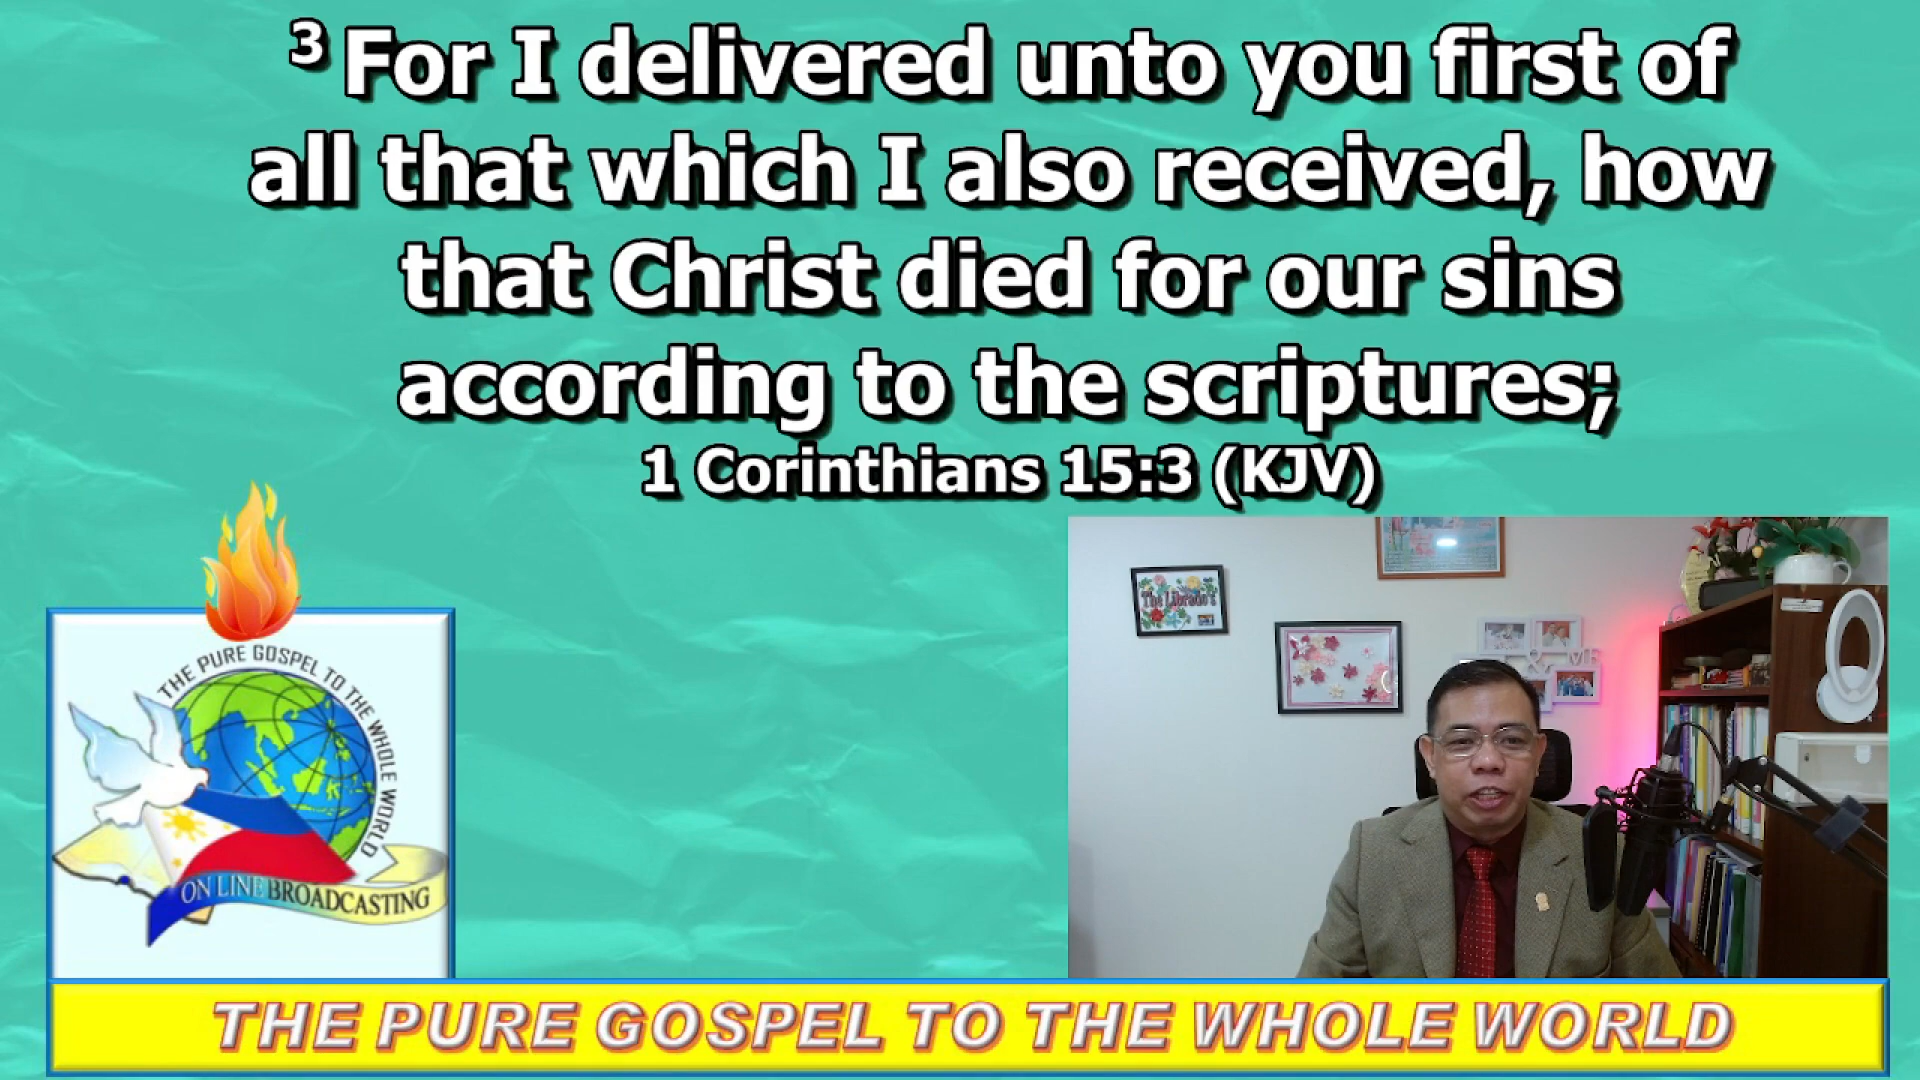 3 For I delivered unto you first of
all that which I also received, how
that Christ died for our sins
according to the scriptures;
1 Corinthians 15:3 (KJV)
The Librado's
THE PURE GOSPEL TO THE WHOLE WORLD
ON LINE BROADCASTING
THE PURE GOSPEL TO THE WHOLE WORLD